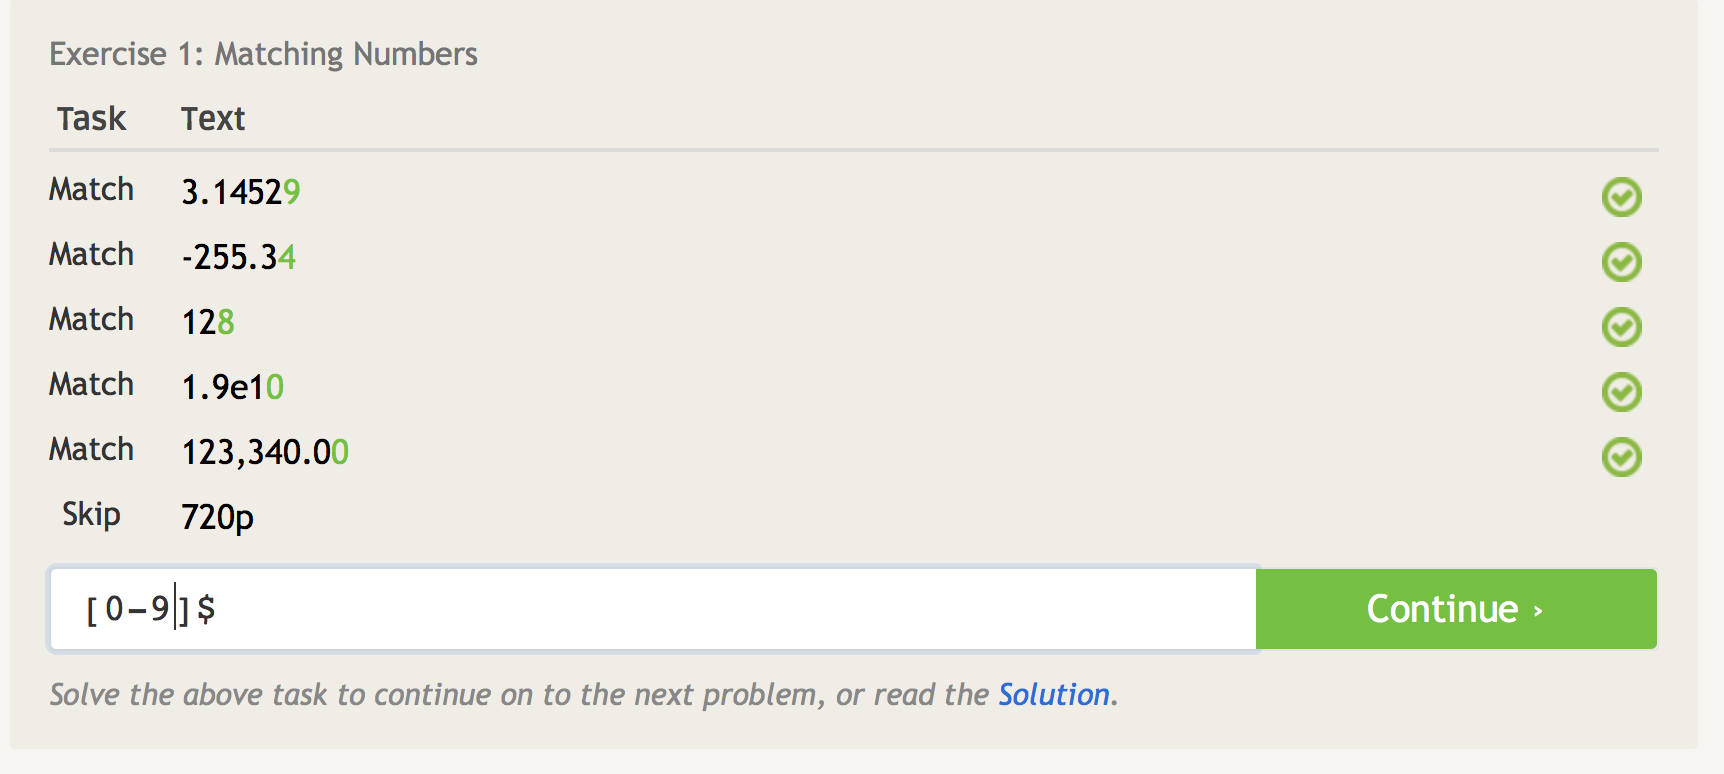 Exercise 1: Matching Numbers
Task Text
Match 3.14529
Match -255.34
Match 128
Match 1.9e10
Match 123,340.00
Skip 720p
[0-9]$ Continue ›
Solve the above task to continue on to the next problem, or read the Solution.